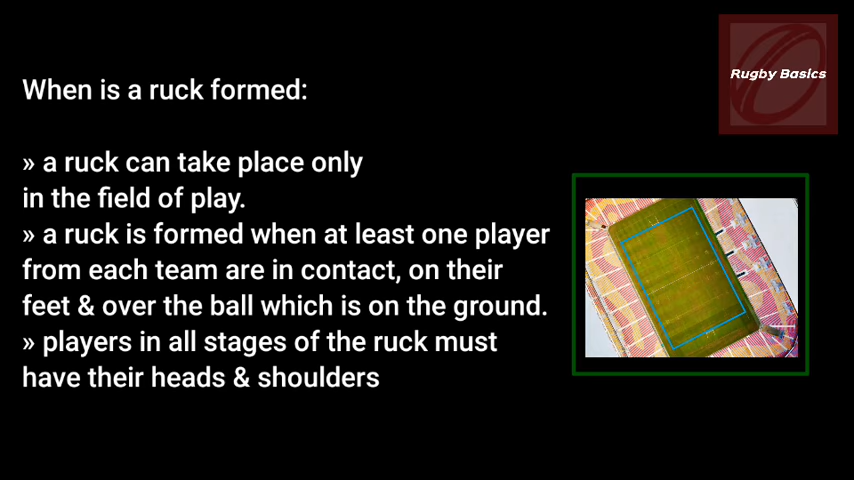 Rugby Basics
When is a ruck formed:
» a ruck can take place only
in the field of play.
» a ruck is formed when at least one player
from each team are in contact, on their
feet & over the ball which is on the ground.
» players in all stages of the ruck must
have their heads & shoulders